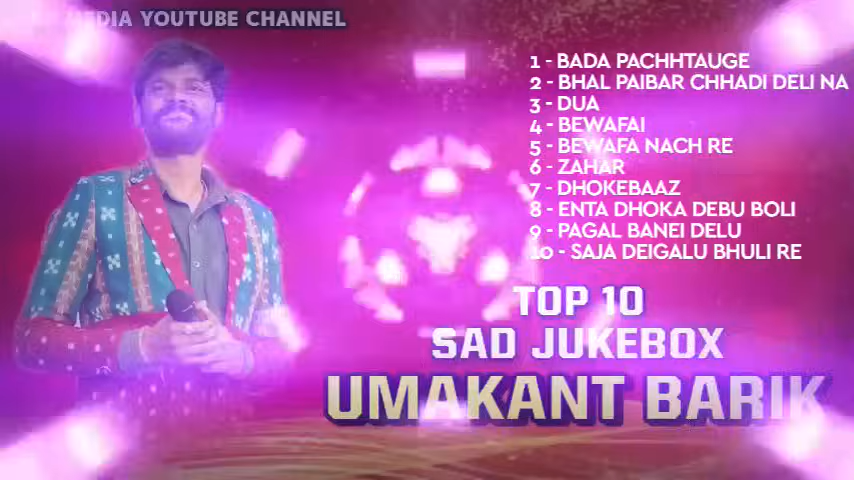 MEDIA YOUTUBE CHANNEL
1 - BADA PACHHTAUGE
2 - BHAL PAIBAR CHHADI DELI NA
3 - DUA
4 - BEWAFAI
5 - BEWAFA NACH RE
6 - ZAHAR
7 - DHOKEBAAZ
8 - ENTA DHOKA DEBU BOLI
9 - PAGAL BANEI DELU
10 - SAJA DEIGALU BHULI RE
TOP 10
SAD JUKEBOX
UMAKANT BARIK